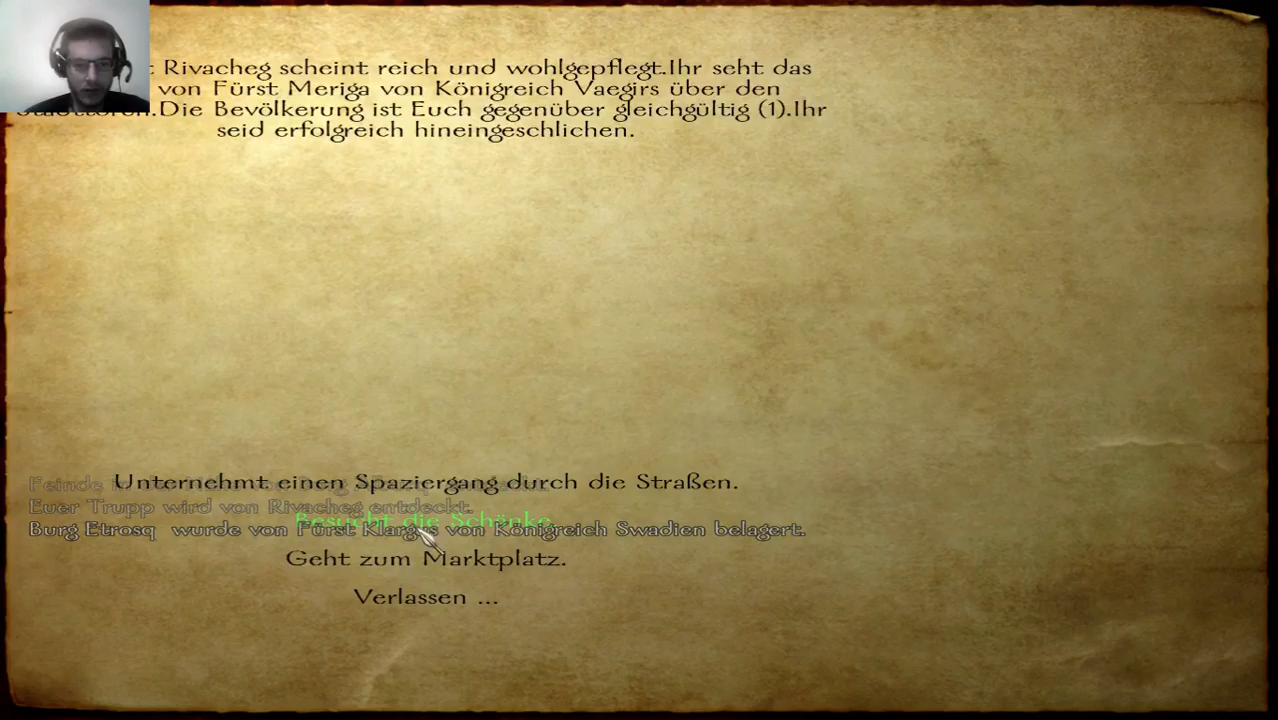 Rivacheg scheint reich und wohlgepflegt.Ihr seht das
von Fürst Meriga von Königreich Vaegirs über den
Stadttoren.Die Bevölkerung ist Euch gegenüber gleichgültig (1).Ihr
seid erfolgreich hineingeschlichen.
Unternehmt einen Spaziergang durch die Straßen.
Feinde
Euer Trupp wird von Rivacheg entdeckt.
Besucht die Schänke.
Burg Etrosq wurde von Fürst Klargus von Königreich Swadien belagert.
Geht zum Marktplatz.
Verlassen ...